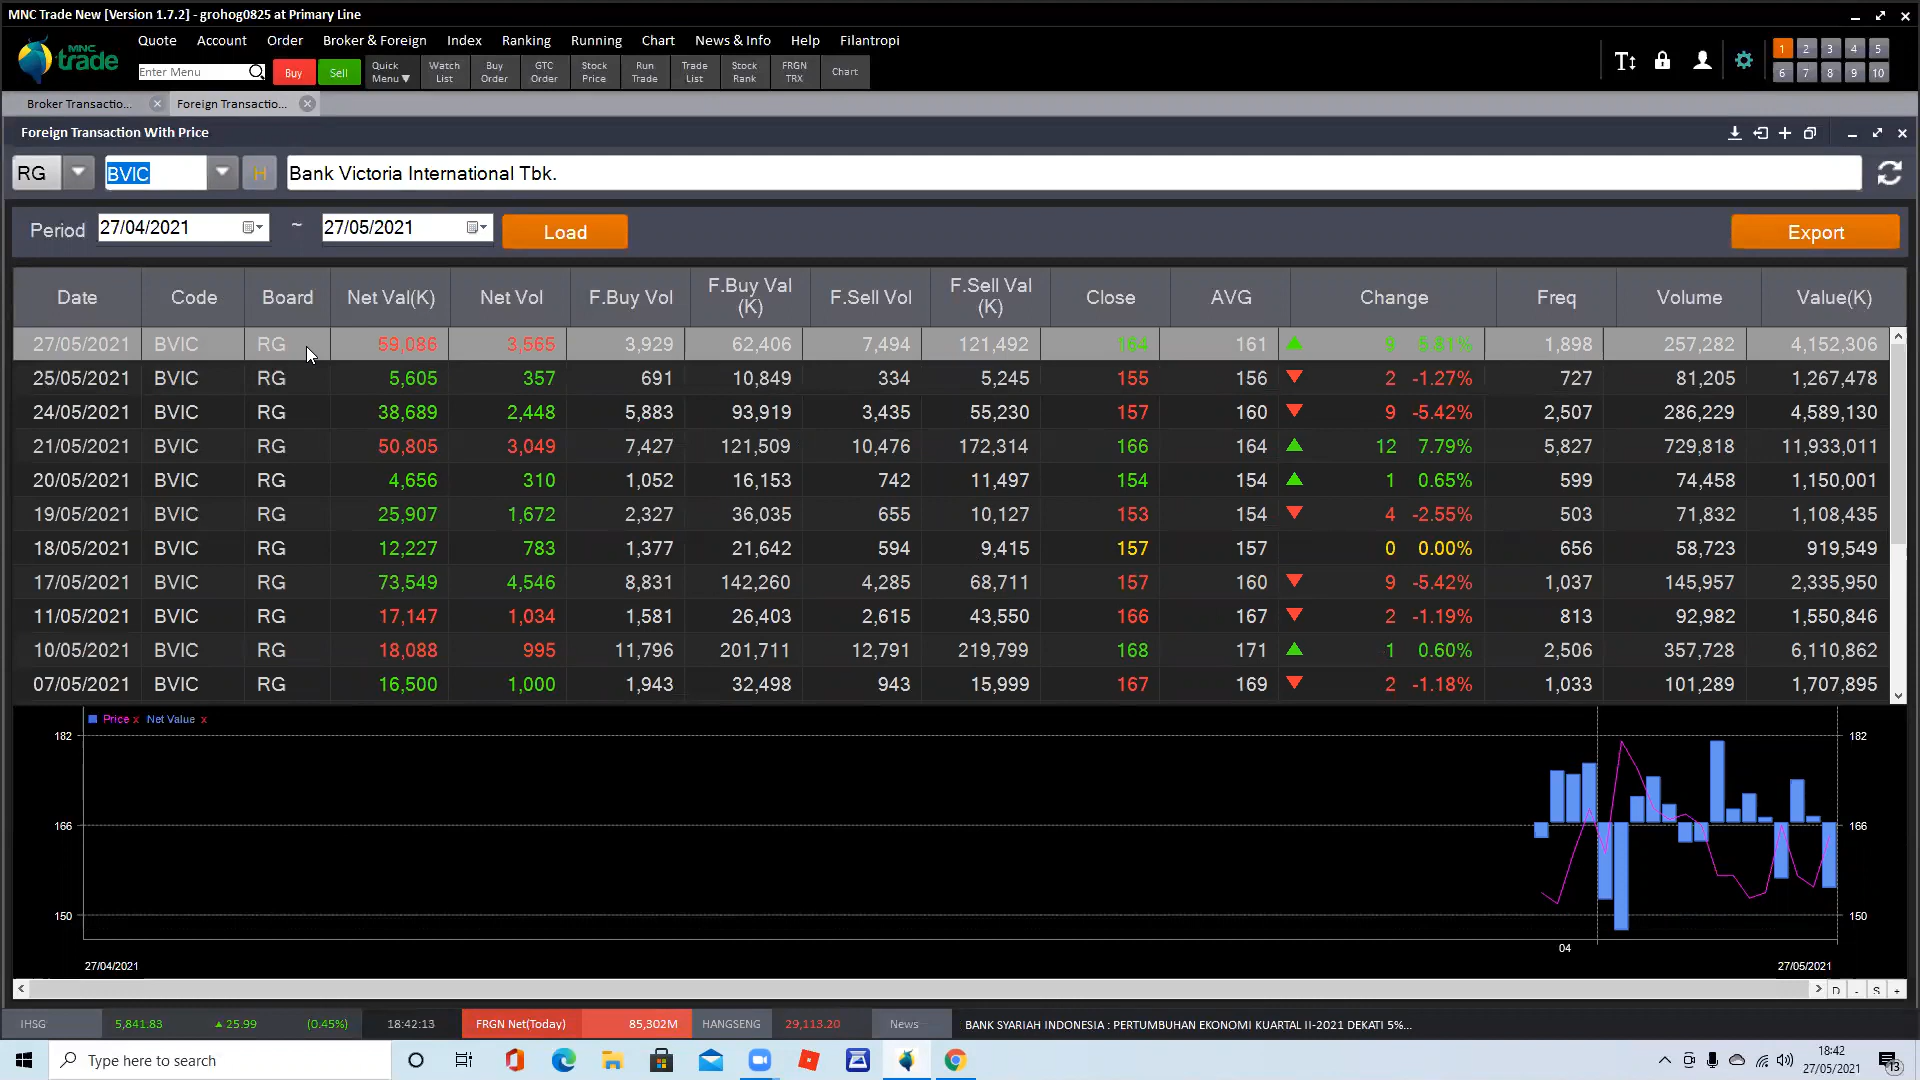 MNC Trade New [Version 1.7.2] - grohog0825 at Primary Line
MNC trade
Quote Account Order Broker & Foreign Index Ranking Running Chart News & Info Help Filantropi
Enter Menu Buy Sell Quick Menu ▼ Watch List Buy Order GTC Order Stock Price Run Trade Trade List Stock Rank FRGN TRX Chart
1 2 3 4 5
6 7 8 9 10
Broker Transactio... Foreign Transactio...
Foreign Transaction With Price
RG BVIC H Bank Victoria International Tbk.
Period 27/04/2021 ~ 27/05/2021 Load Export
Date Code Board Net Val(K) Net Vol F.Buy Vol F.Buy Val (K) F.Sell Vol F.Sell Val (K) Close AVG Change Freq Volume Value(K)
27/05/2021 BVIC RG 59,086 3,565 3,929 62,406 7,494 121,492 164 161 9 5.81% 1,898 257,282 4,152,306
25/05/2021 BVIC RG 5,605 357 691 10,849 334 5,245 155 156 2 -1.27% 727 81,205 1,267,478
24/05/2021 BVIC RG 38,689 2,448 5,883 93,919 3,435 55,230 157 160 9 -5.42% 2,507 286,229 4,589,130
21/05/2021 BVIC RG 50,805 3,049 7,427 121,509 10,476 172,314 166 164 12 7.79% 5,827 729,818 11,933,011
20/05/2021 BVIC RG 4,656 310 1,052 16,153 742 11,497 154 154 1 0.65% 599 74,458 1,150,001
19/05/2021 BVIC RG 25,907 1,672 2,327 36,035 655 10,127 153 154 4 -2.55% 503 71,832 1,108,435
18/05/2021 BVIC RG 12,227 783 1,377 21,642 594 9,415 157 157 0 0.00% 656 58,723 919,549
17/05/2021 BVIC RG 73,549 4,546 8,831 142,260 4,285 68,711 157 160 9 -5.42% 1,037 145,957 2,335,950
11/05/2021 BVIC RG 17,147 1,034 1,581 26,403 2,615 43,550 166 167 2 -1.19% 813 92,982 1,550,846
10/05/2021 BVIC RG 18,088 995 11,796 201,711 12,791 219,799 168 171 1 0.60% 2,506 357,728 6,110,862
07/05/2021 BVIC RG 16,500 1,000 1,943 32,498 943 15,999 167 169 2 -1.18% 1,033 101,289 1,707,895
Price x Net Value x
182 182
166 166
150 150
04
27/04/2021 27/05/2021
D - S +
IHSG 5,841.83 ▲ 25.99 (0.45%) 18:42:13 FRGN Net(Today) 85,302M HANGSENG 29,113.20 News BANK SYARIAH INDONESIA : PERTUMBUHAN EKONOMI KUARTAL II-2021 DEKATI 5%...
Type here to search
18:42
27/05/2021
13